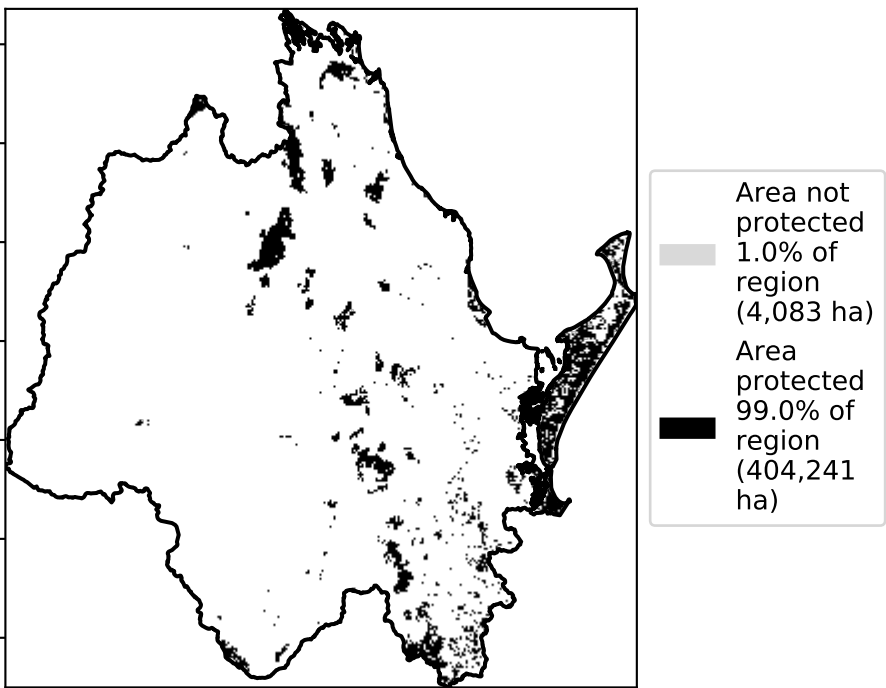 Area not
protected
1.0% of
region
(4,083 ha)
Area
protected
99.0% of
region
(404,241
ha)